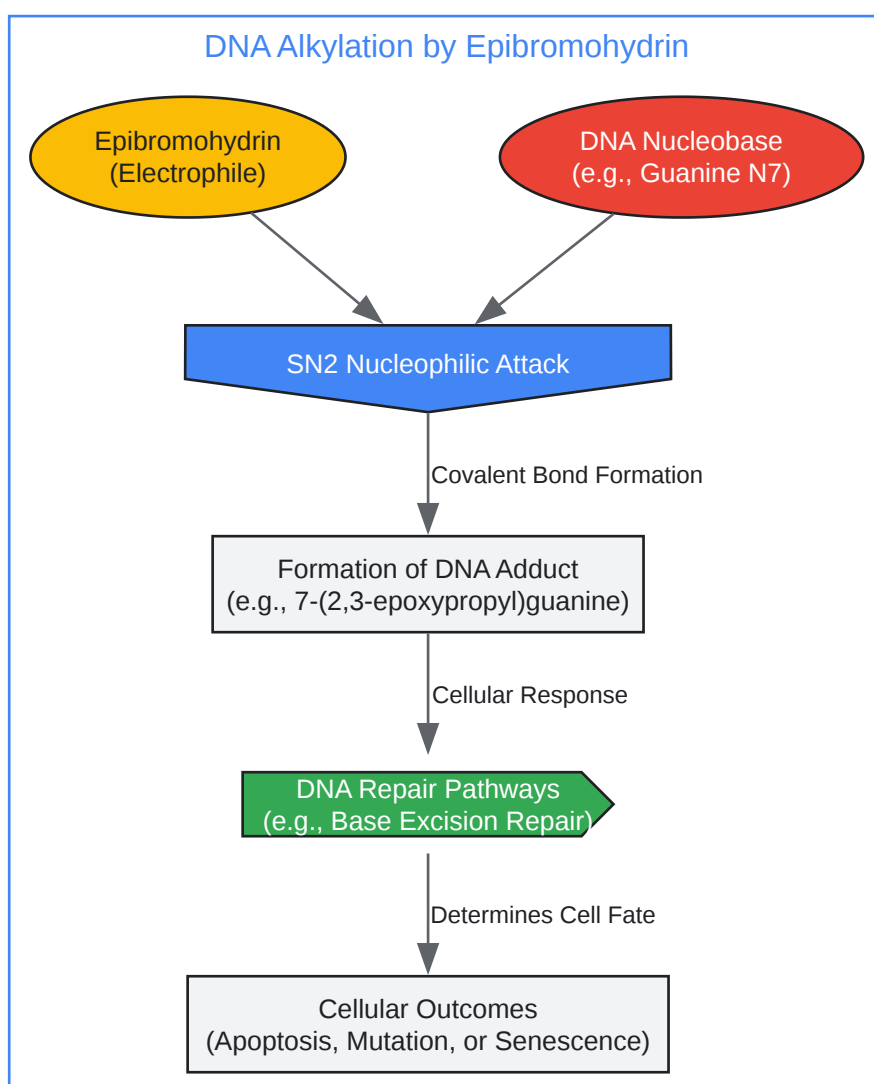 DNA Alkylation by Epibromohydrin
Epibromohydrin
(Electrophile)
DNA Nucleobase
(e.g., Guanine N7)
SN2 Nucleophilic Attack
Covalent Bond Formation
Formation of DNA Adduct
(e.g., 7-(2,3-epoxypropyl)guanine)
Cellular Response
DNA Repair Pathways
(e.g., Base Excision Repair)
Determines Cell Fate
Cellular Outcomes
(Apoptosis, Mutation, or Senescence)